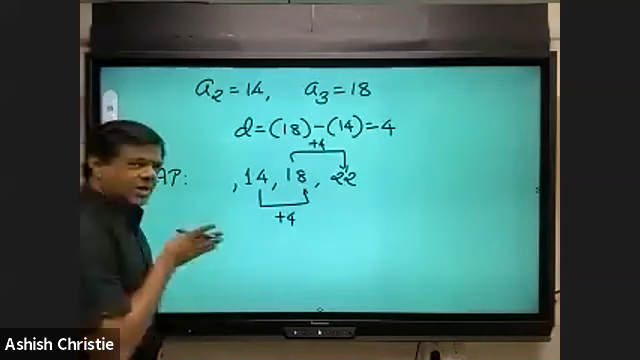 a₂ = 14, a₃ = 18
d = (18) - (14) = 4
+4
AP: , 14, 18, 22
+4
Ashish Christie